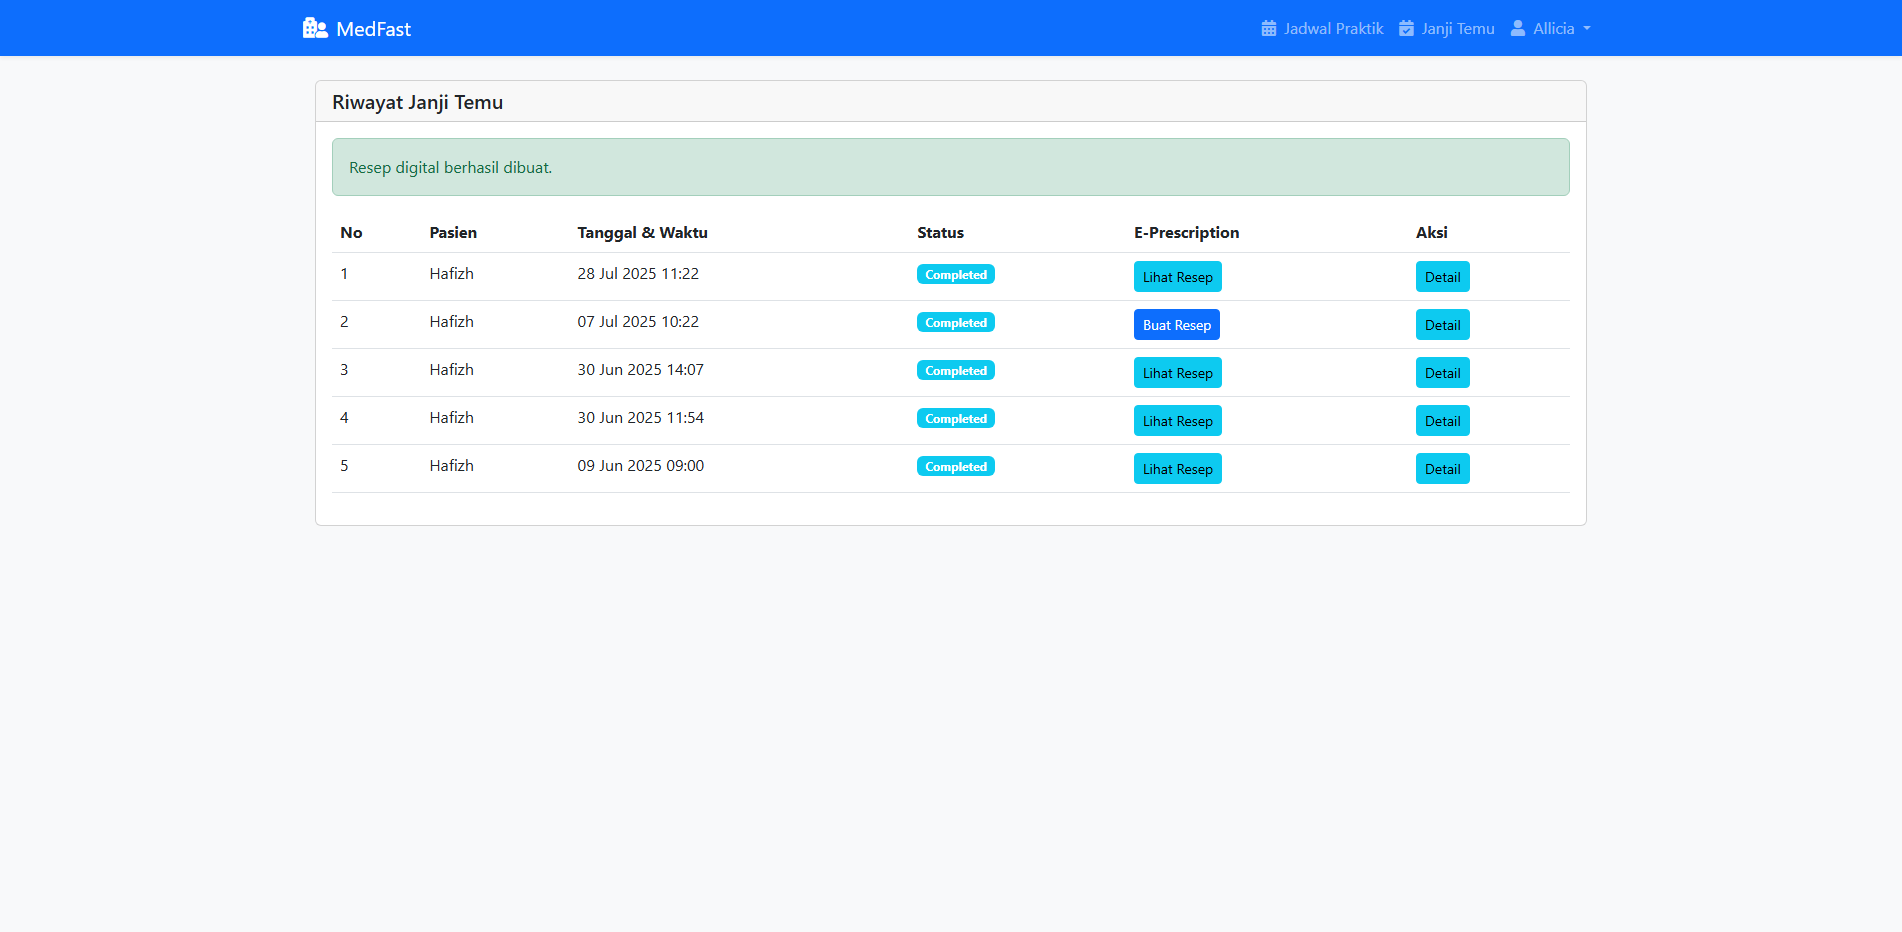 MedFast Jadwal Praktik Janji Temu Allicia
Riwayat Janji Temu
Resep digital berhasil dibuat.
No Pasien Tanggal & Waktu Status E-Prescription Aksi
1 Hafizh 28 Jul 2025 11:22 Completed Lihat Resep Detail
2 Hafizh 07 Jul 2025 10:22 Completed Buat Resep Detail
3 Hafizh 30 Jun 2025 14:07 Completed Lihat Resep Detail
4 Hafizh 30 Jun 2025 11:54 Completed Lihat Resep Detail
5 Hafizh 09 Jun 2025 09:00 Completed Lihat Resep Detail